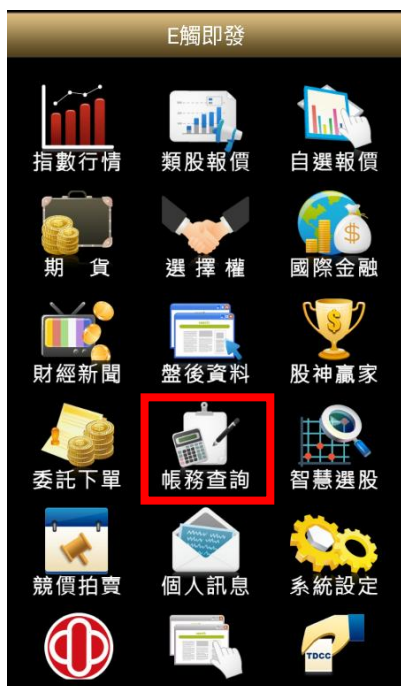 E觸即發
指數行情
類股報價
自選報價
期 貨
選擇權
國際金融
財經新聞
盤後資料
股神贏家
委託下單
帳務查詢
智慧選股
競價拍賣
個人訊息
系統設定
TDCC